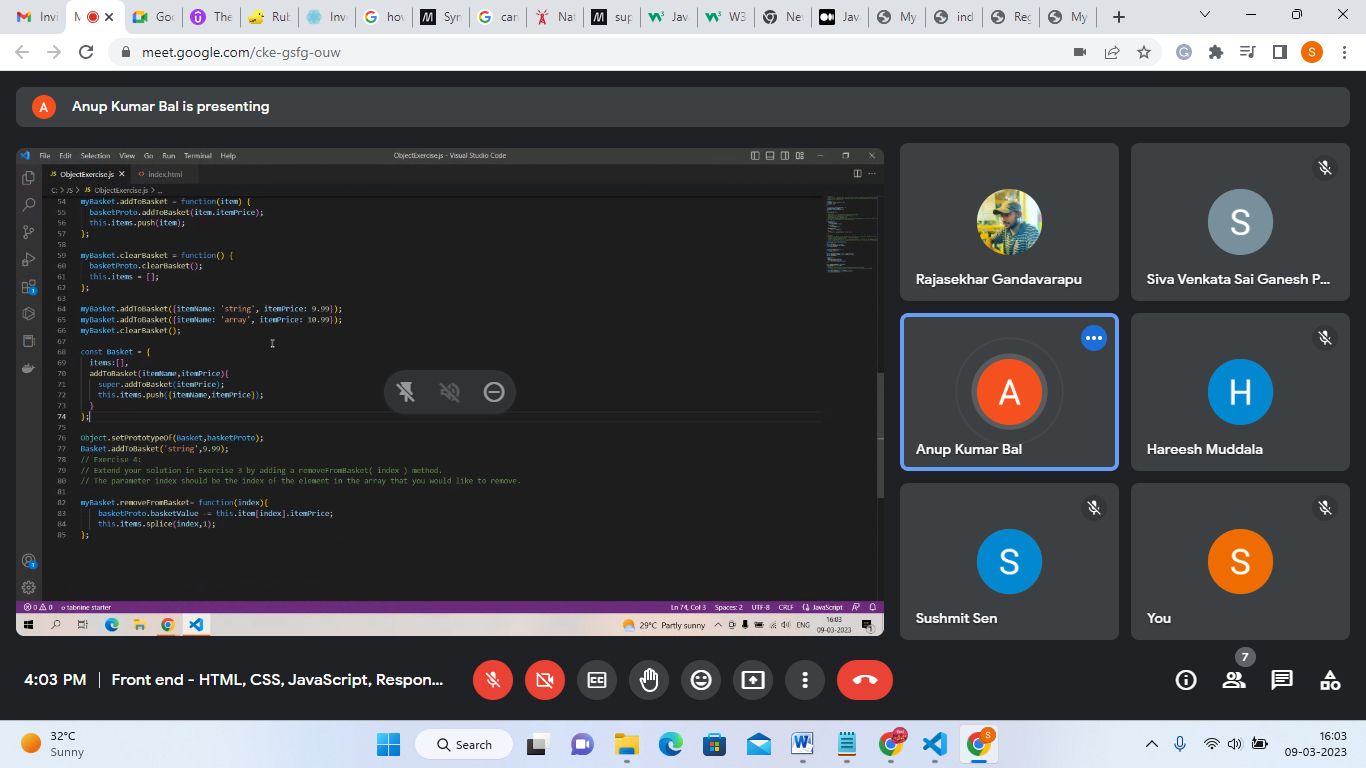 Invi
M
Goo
The
Rub
Inv
hov
Syn
car
Nat
sup
Jav
W3
Ne
Jav
My
ind
Reg
My
meet.google.com/cke-gsfg-ouw
S
A
Anup Kumar Bal is presenting
File Edit Selection View Go Run Terminal Help
ObjectExercise.js - Visual Studio Code
JS ObjectExercise.js
index.html
C: > JS > JS ObjectExercise.js > ...
54 myBasket.addToBasket = function(item) {
55 basketProto.addToBasket(item.itemPrice);
56 this.items.push(item);
57 };
58
59 myBasket.clearBasket = function() {
60 basketProto.clearBasket();
61 this.items = [];
62 };
63
64 myBasket.addToBasket({itemName: 'string', itemPrice: 9.99});
65 myBasket.addToBasket({itemName: 'array', itemPrice: 10.99});
66 myBasket.clearBasket();
67
68 const Basket = {
69 items:[],
70 addToBasket(itemName,itemPrice){
71 super.addToBasket(itemPrice);
72 this.items.push({itemName,itemPrice});
73 }
74 };
75
76 Object.setPrototypeOf(Basket,basketProto);
77 Basket.addToBasket('string',9.99);
78 // Exercise 4:
79 // Extend your solution in Exercise 3 by adding a removeFromBasket( index ) method.
80 // The parameter index should be the index of the element in the array that you would like to remove.
81
82 myBasket.removeFromBasket= function(index){
83 basketProto.basketValue -= this.item[index].itemPrice;
84 this.items.splice(index,1);
85 };
0 0 tabnine starter
Ln 74, Col 3 Spaces: 2 UTF-8 CRLF JavaScript
29°C Partly sunny
ENG
16:03
09-03-2023
1
Rajasekhar Gandavarapu
S
Siva Venkata Sai Ganesh P...
A
Anup Kumar Bal
H
Hareesh Muddala
S
Sushmit Sen
S
You
4:03 PM | Front end - HTML, CSS, JavaScript, Respon...
7
32°C
Sunny
Search
16:03
09-03-2023